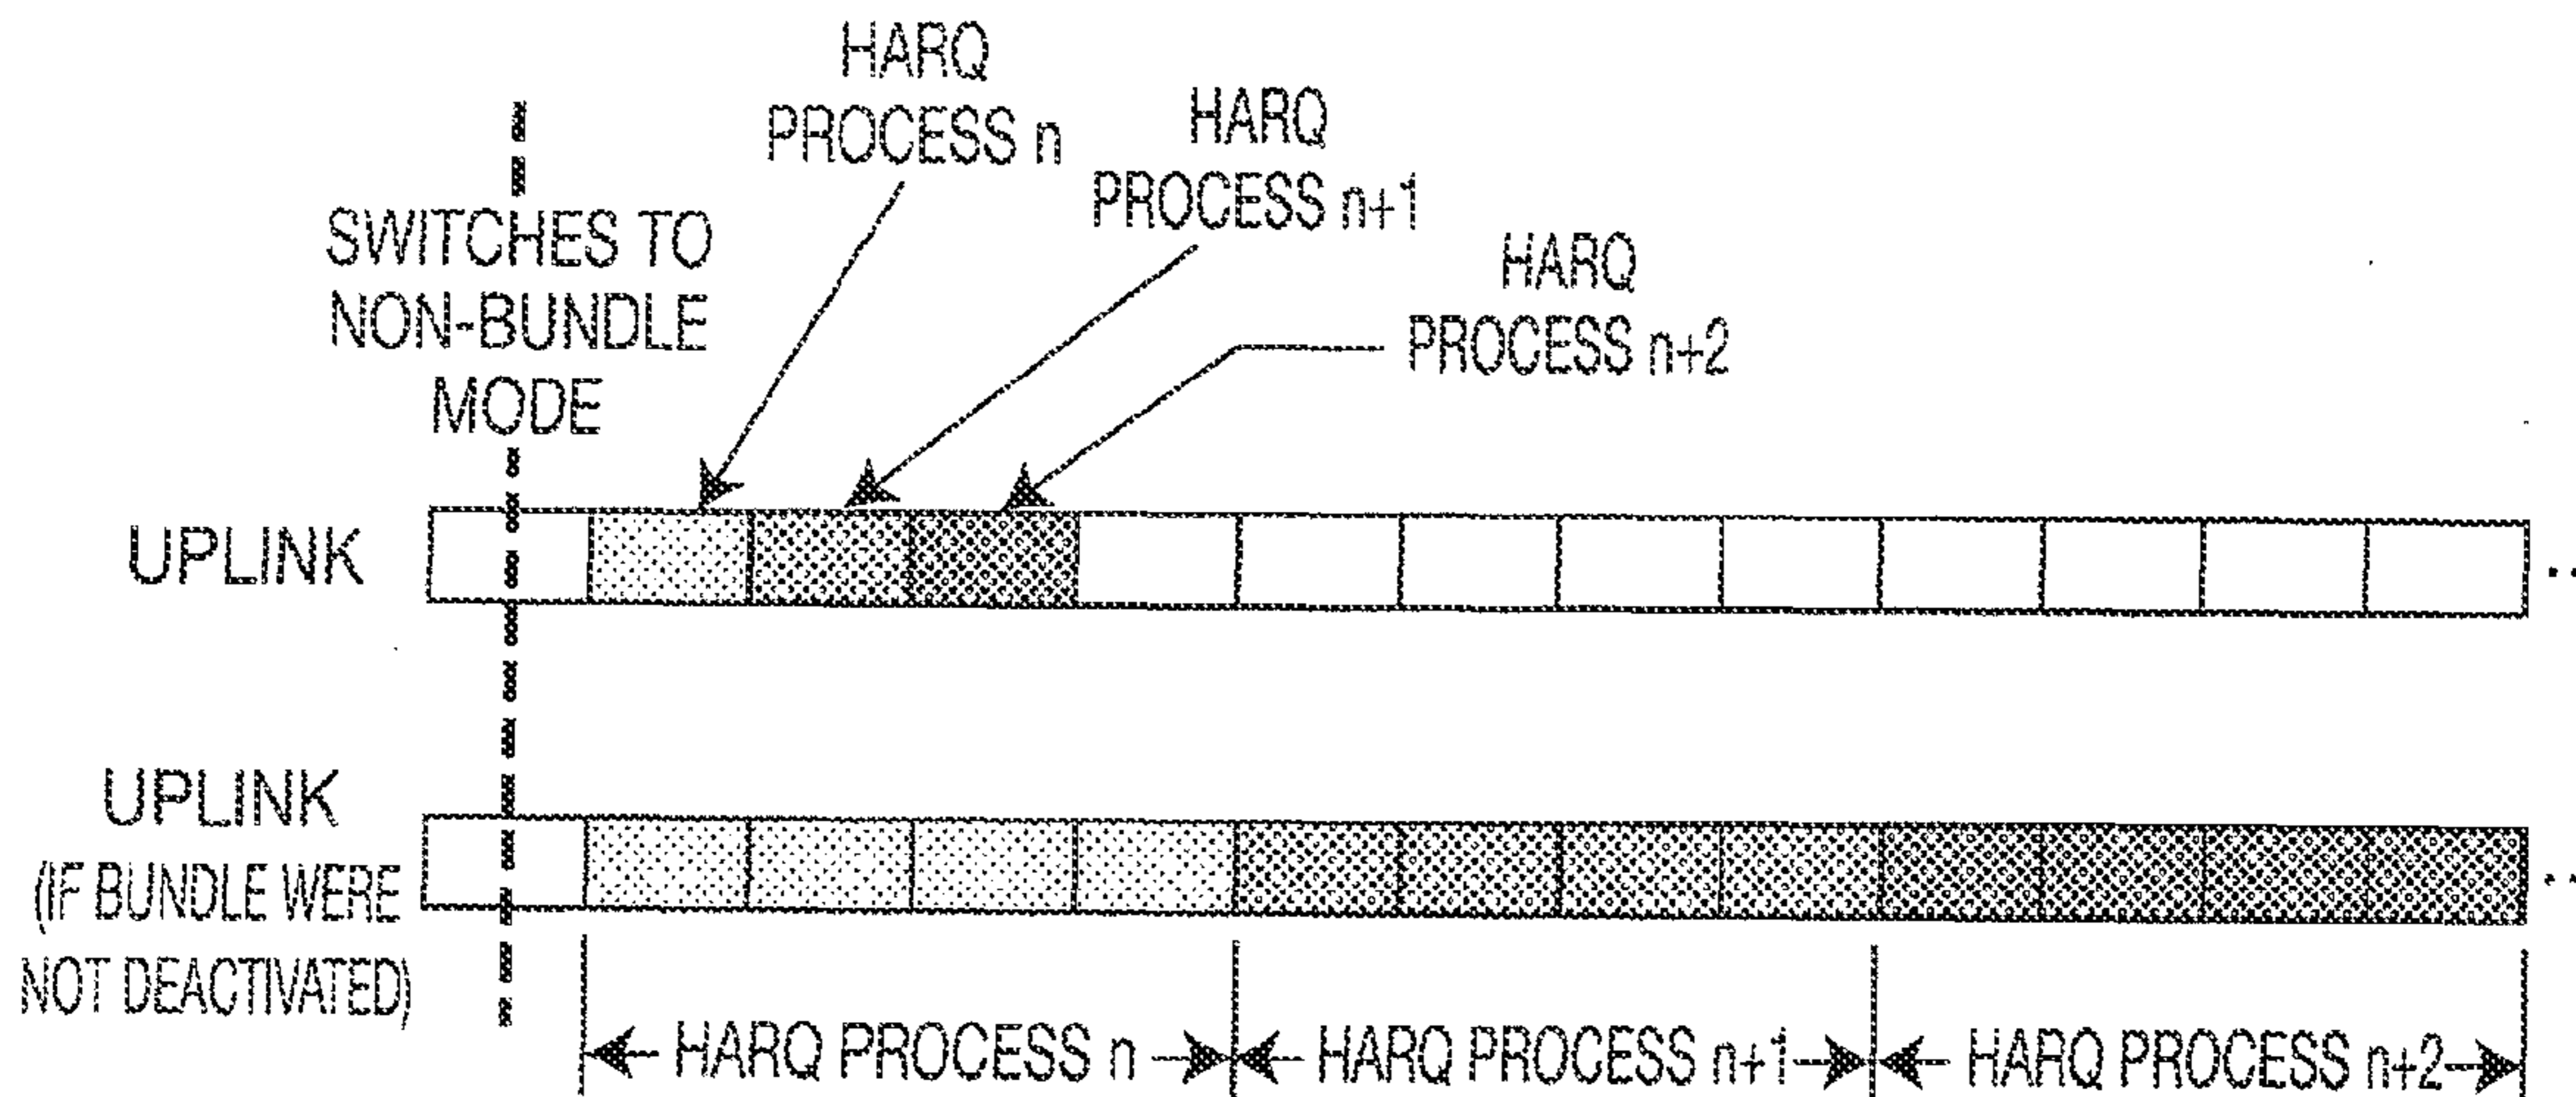 HARQ
PROCESS n
HARQ
PROCESS n+1
HARQ
PROCESS n+2
SWITCHES TO
NON-BUNDLE
MODE
UPLINK
UPLINK
(IF BUNDLE WERE
NOT DEACTIVATED)
HARQ PROCESS n
HARQ PROCESS n+1
HARQ PROCESS n+2